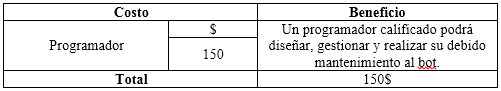 Costo Beneficio
Programador $ Un programador calificado podrá
150 diseñar, gestionar y realizar su debido
mantenimiento al bot.
Total 150$